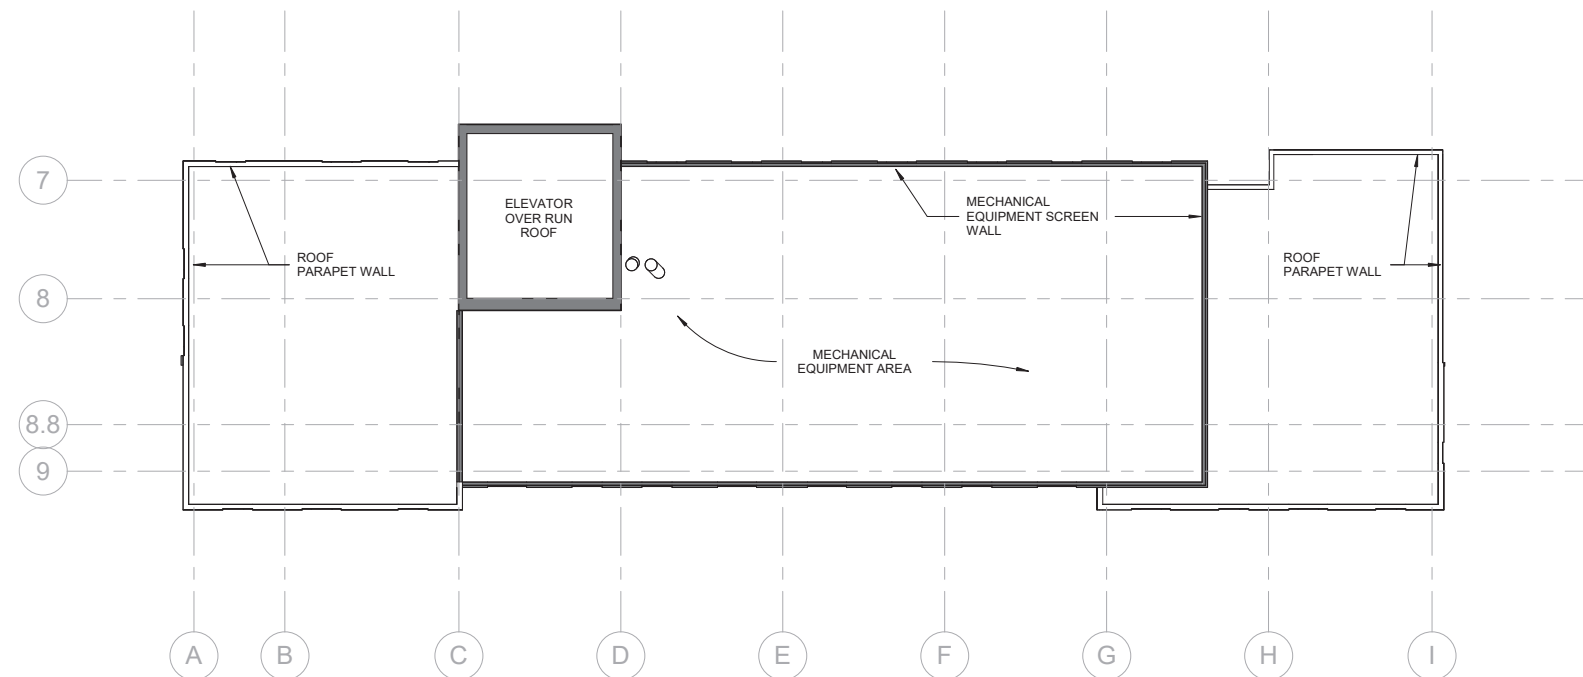 7
ELEVATOR
OVER RUN
ROOF
MECHANICAL
EQUIPMENT SCREEN
WALL
ROOF
PARAPET WALL
ROOF
PARAPET WALL
8
MECHANICAL
EQUIPMENT AREA
8.8
9
A
B
C
D
E
F
G
H
I